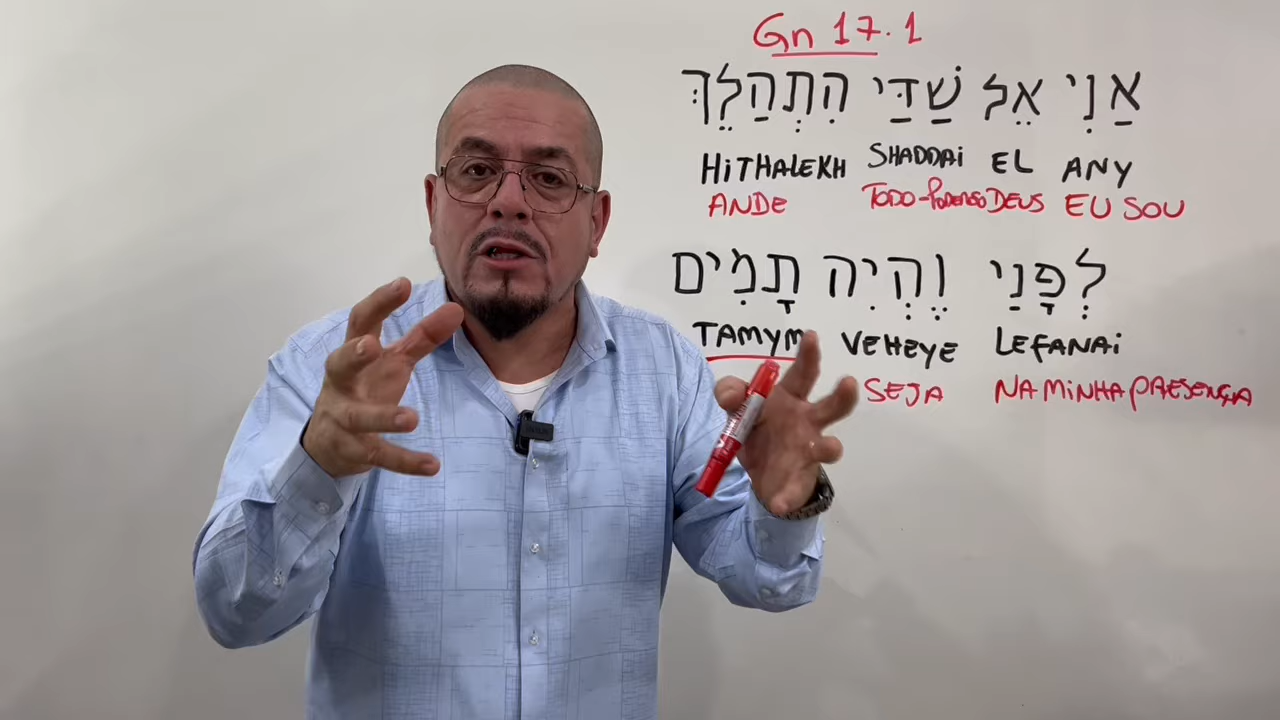 Gn 17.1
אֲנִי אֵל שַׁדַּי הִתְהַלֵּךְ
HiTHALEKH SHADDAi EL ANY
ANDE TODO-PODEROSO DEUS EU SOU
לְפָנַי וֶהְיֵה תָמִים
TAMYM VEHEYE LEFANAi
SEJA NA MiNHA PRESENÇA